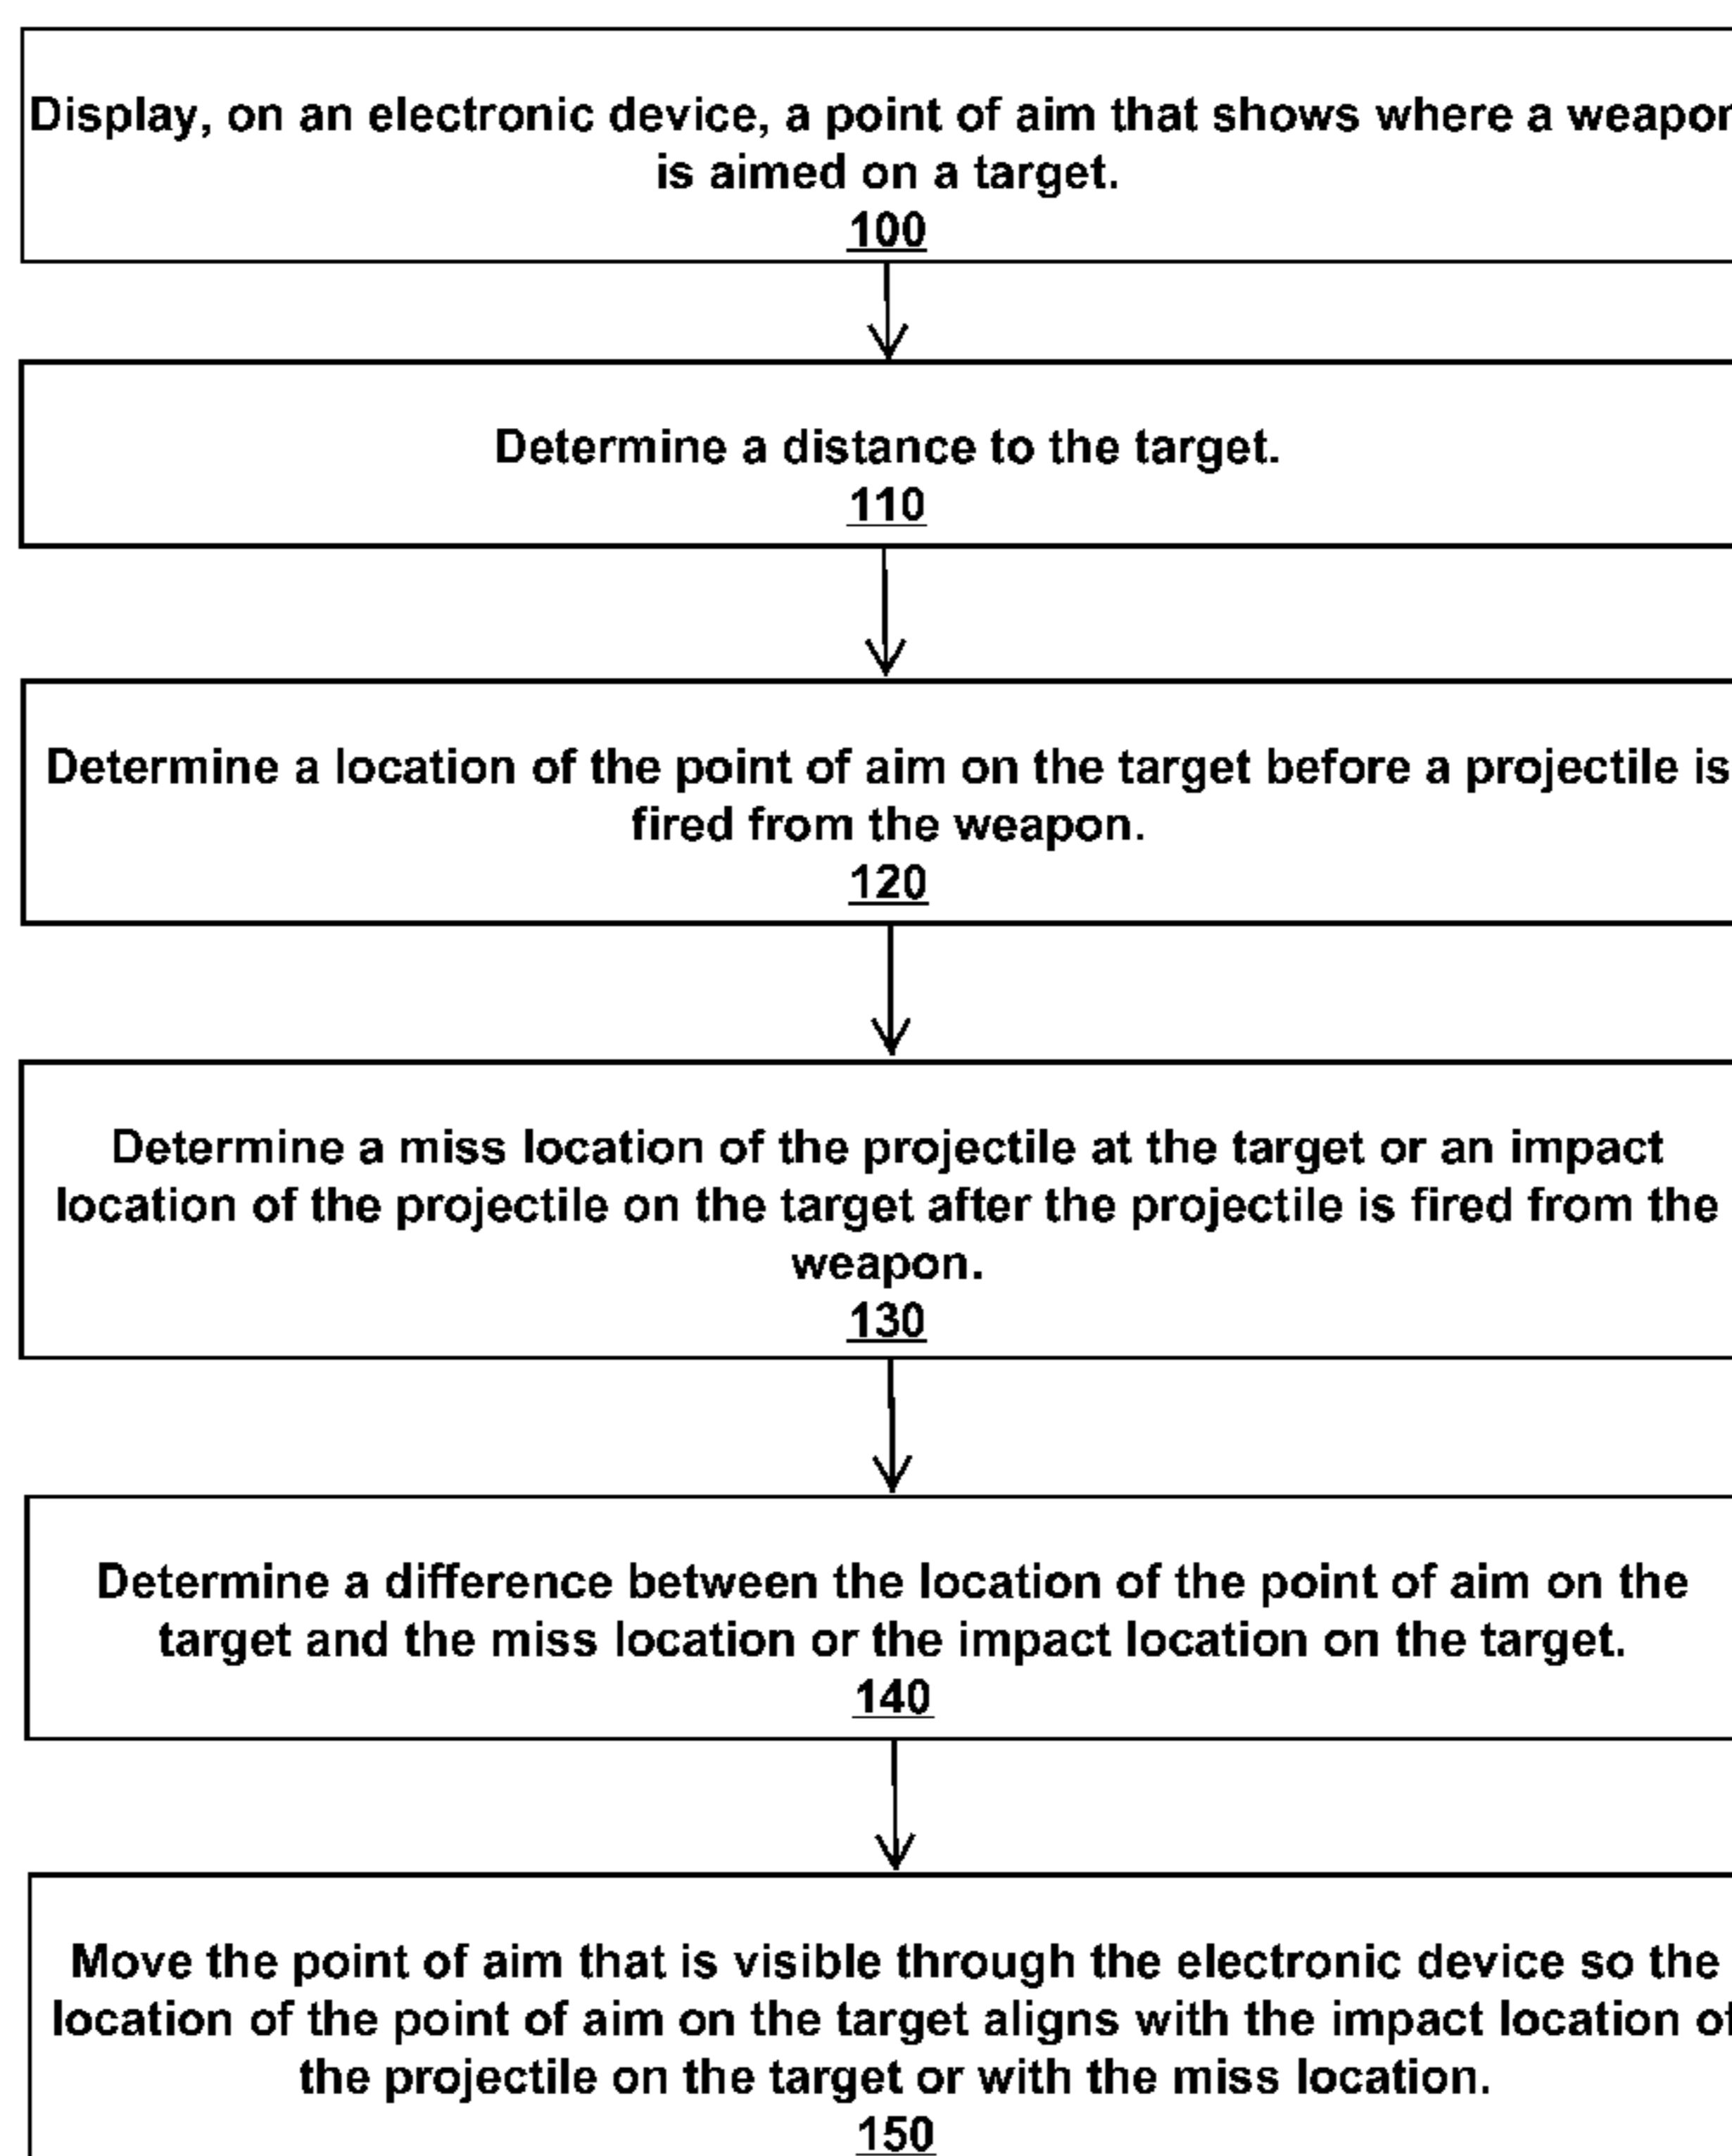 Display, on an electronic device, a point of aim that shows where a weapon
is aimed on a target.
100
Determine a distance to the target.
110
Determine a location of the point of aim on the target before a projectile is
fired from the weapon.
120
Determine a miss location of the projectile at the target or an impact
location of the projectile on the target after the projectile is fired from the
weapon.
130
Determine a difference between the location of the point of aim on the
target and the miss location or the impact location on the target.
140
Move the point of aim that is visible through the electronic device so the
location of the point of aim on the target aligns with the impact location of
the projectile on the target or with the miss location.
150